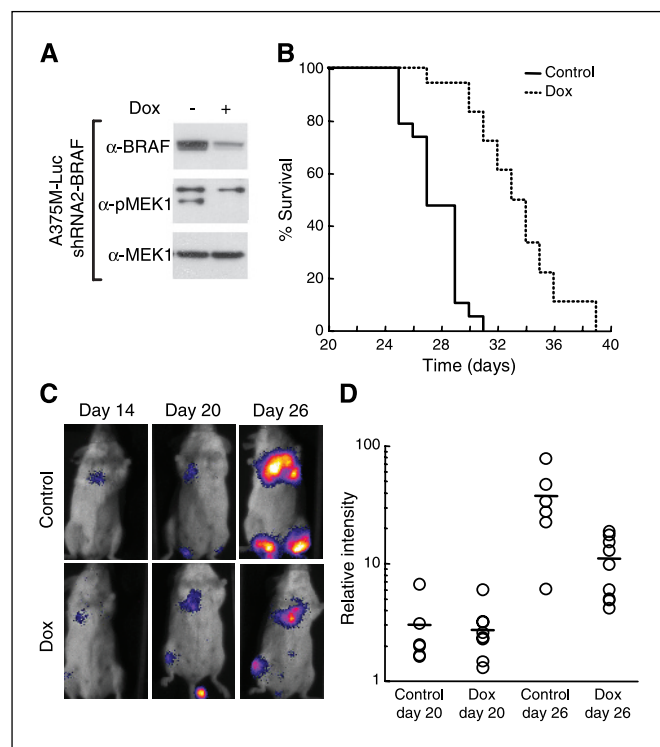 A
Dox - +
A375M-Luc
shRNA2-BRAF
α-BRAF
α-pMEK1
α-MEK1
B
100
80
60
40
20
0
% Survival
20 24 28 32 36 40
Time (days)
Control
Dox
C
Day 14 Day 20 Day 26
Control
Dox
D
100
10
1
Relative intensity
Control Dox Control Dox
day 20 day 20 day 26 day 26